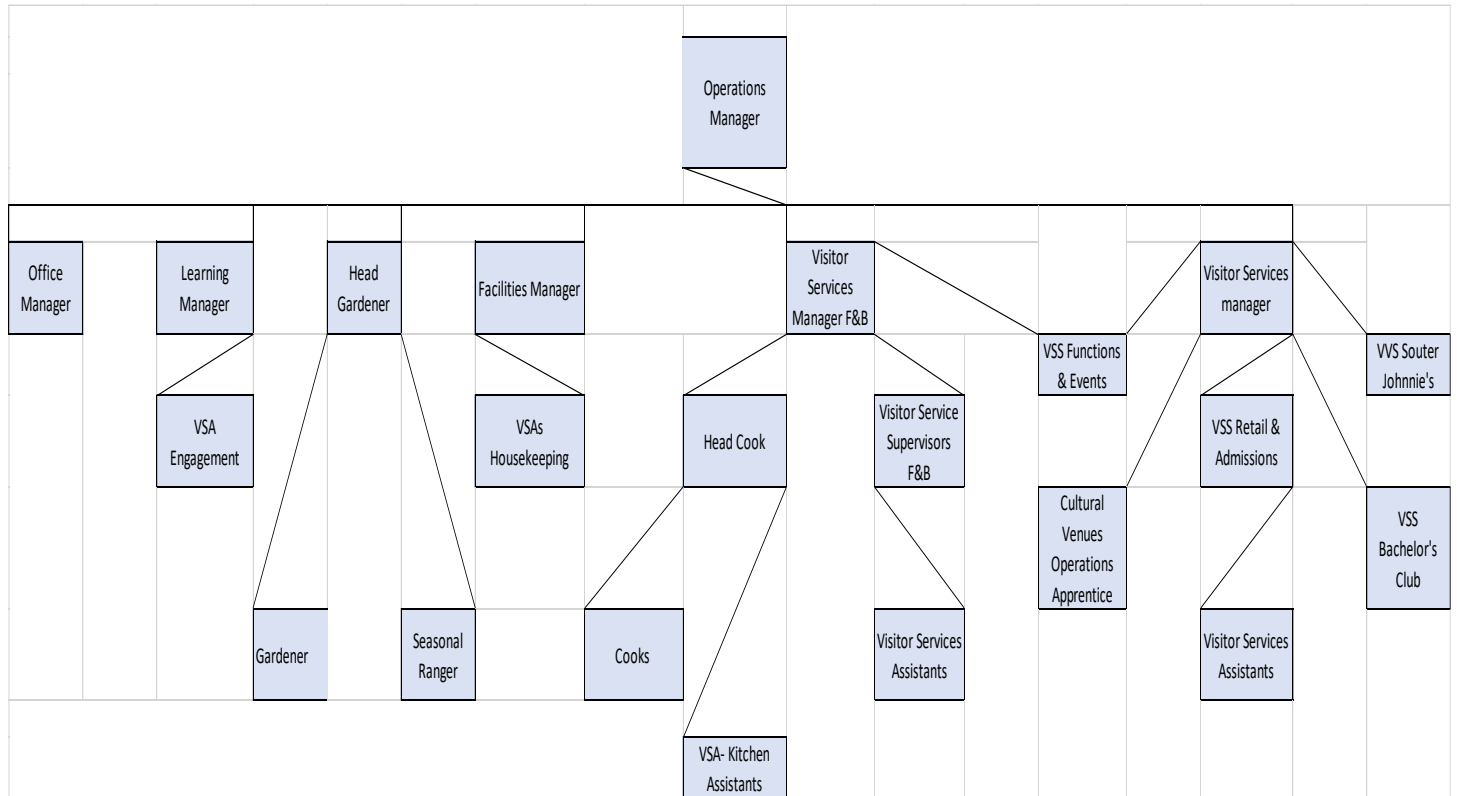 Operations
Manager
Office
Manager
Learning
Manager
Head
Gardener
Facilities Manager
Visitor
Services
Manager F&B
Visitor Services
manager
VSS Functions
& Events
VVS Souter
Johnnie's
VSA
Engagement
VSAs
Housekeeping
Head Cook
Visitor Service
Supervisors
F&B
VSS Retail &
Admissions
Cultural
Venues
Operations
Apprentice
VSS
Bachelor's
Club
Gardener
Seasonal
Ranger
Cooks
Visitor Services
Assistants
Visitor Services
Assistants
VSA- Kitchen
Assistants